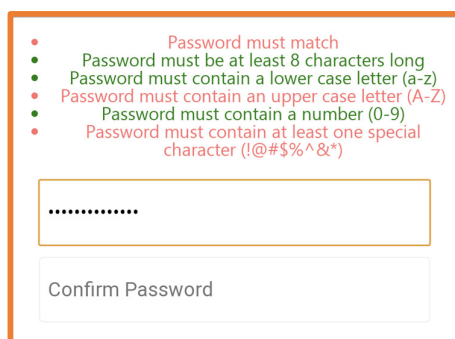 Password must match
Password must be at least 8 characters long
Password must contain a lower case letter (a-z)
Password must contain an upper case letter (A-Z)
Password must contain a number (0-9)
Password must contain at least one special
character (!@#$%^&*)
••••••••••••••
Confirm Password